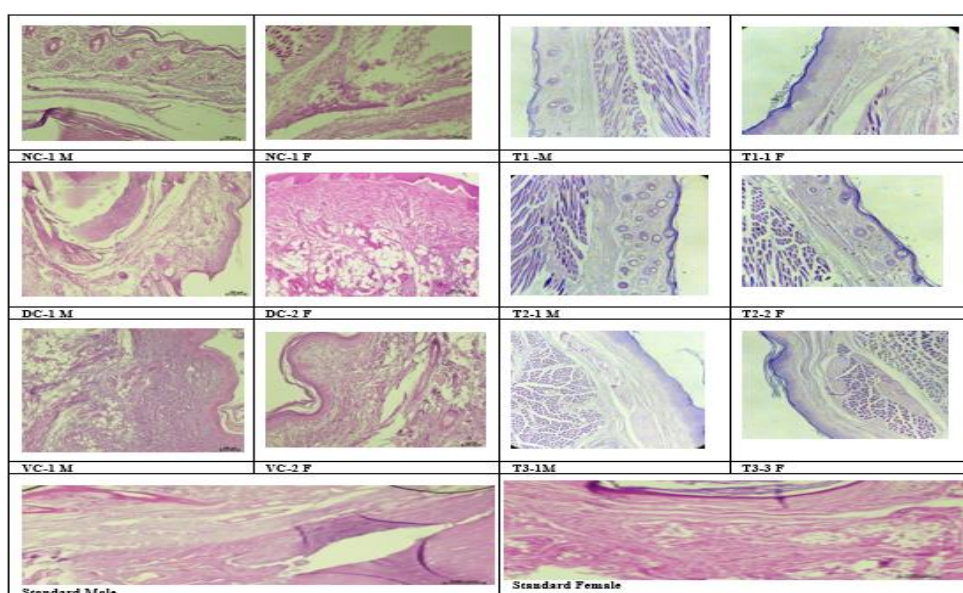 NC-1 M
NC-1 F
T1 -M
T1-1 F
DC-1 M
DC-2 F
T2-1 M
T2-2 F
VC-1 M
VC-2 F
T3-1M
T3-3 F
Standard Male
Standard Female